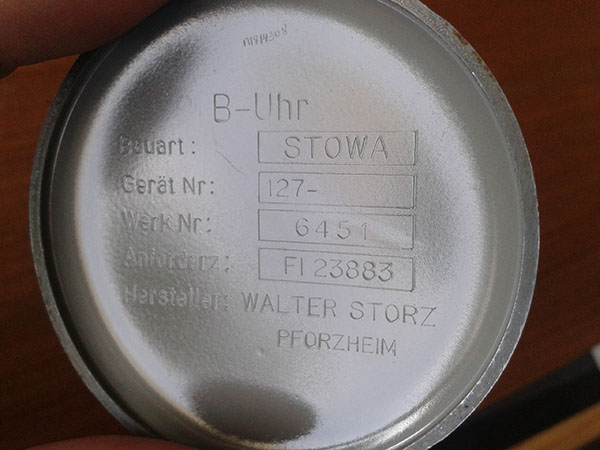 B-Uhr
Bauart: STOWA
Gerät Nr: 127-
Werk Nr: 6451
Anforderz: Fl 23883
Hersteller: WALTER STORZ
PFORZHEIM